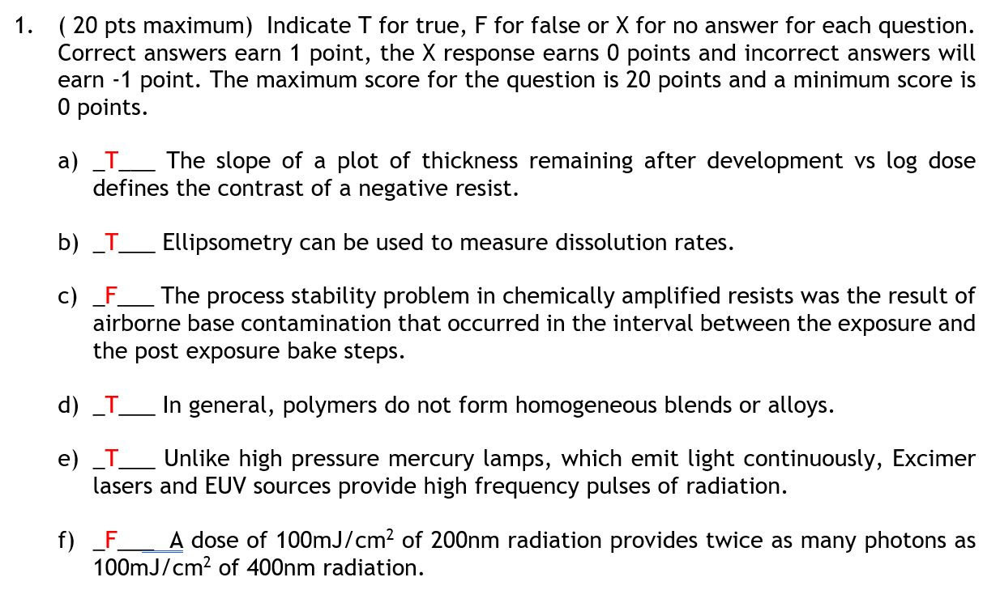 1. ( 20 pts maximum) Indicate T for true, F for false or X for no answer for each question.
Correct answers earn 1 point, the X response earns 0 points and incorrect answers will
earn -1 point. The maximum score for the question is 20 points and a minimum score is
0 points.
a) _T___ The slope of a plot of thickness remaining after development vs log dose
defines the contrast of a negative resist.
b) _T___ Ellipsometry can be used to measure dissolution rates.
c) _F___ The process stability problem in chemically amplified resists was the result of
airborne base contamination that occurred in the interval between the exposure and
the post exposure bake steps.
d) _T___ In general, polymers do not form homogeneous blends or alloys.
e) _T___ Unlike high pressure mercury lamps, which emit light continuously, Excimer
lasers and EUV sources provide high frequency pulses of radiation.
f) _F___ A dose of 100mJ/cm² of 200nm radiation provides twice as many photons as
100mJ/cm² of 400nm radiation.